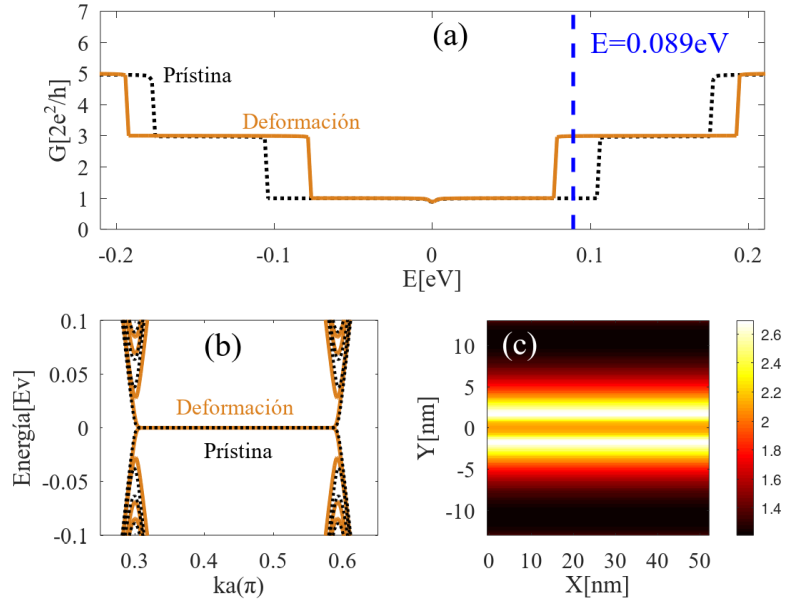 (a)
E=0.089eV
Prístina
Deformación
G[2e²/h]
7
6
5
4
3
2
1
0
-0.2
-0.1
0
0.1
0.2
E[eV]
(b)
Energía[Ev]
0.1
0.05
0
-0.05
-0.1
Deformación
Prístina
0.3
0.4
0.5
0.6
ka(π)
(c)
Y[nm]
10
5
0
-5
-10
0
10
20
30
40
50
X[nm]
2.6
2.4
2.2
2
1.8
1.6
1.4